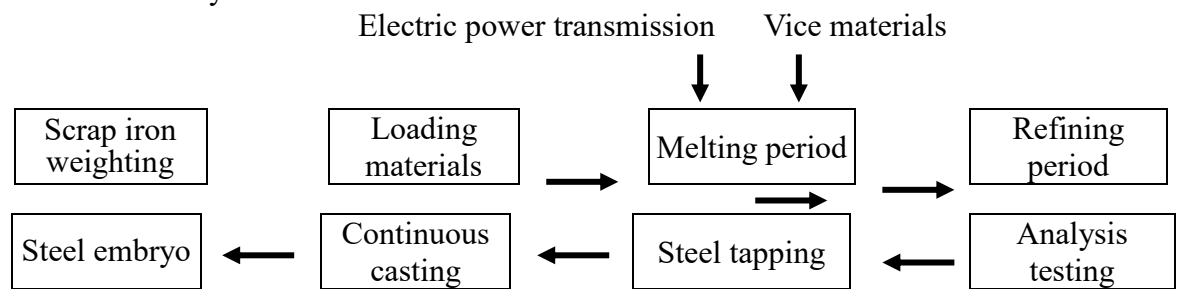 Electric power transmission Vice materials
Scrap iron
weighting
Loading
materials
Melting period
Refining
period
Steel embryo
Continuous
casting
Steel tapping
Analysis
testing